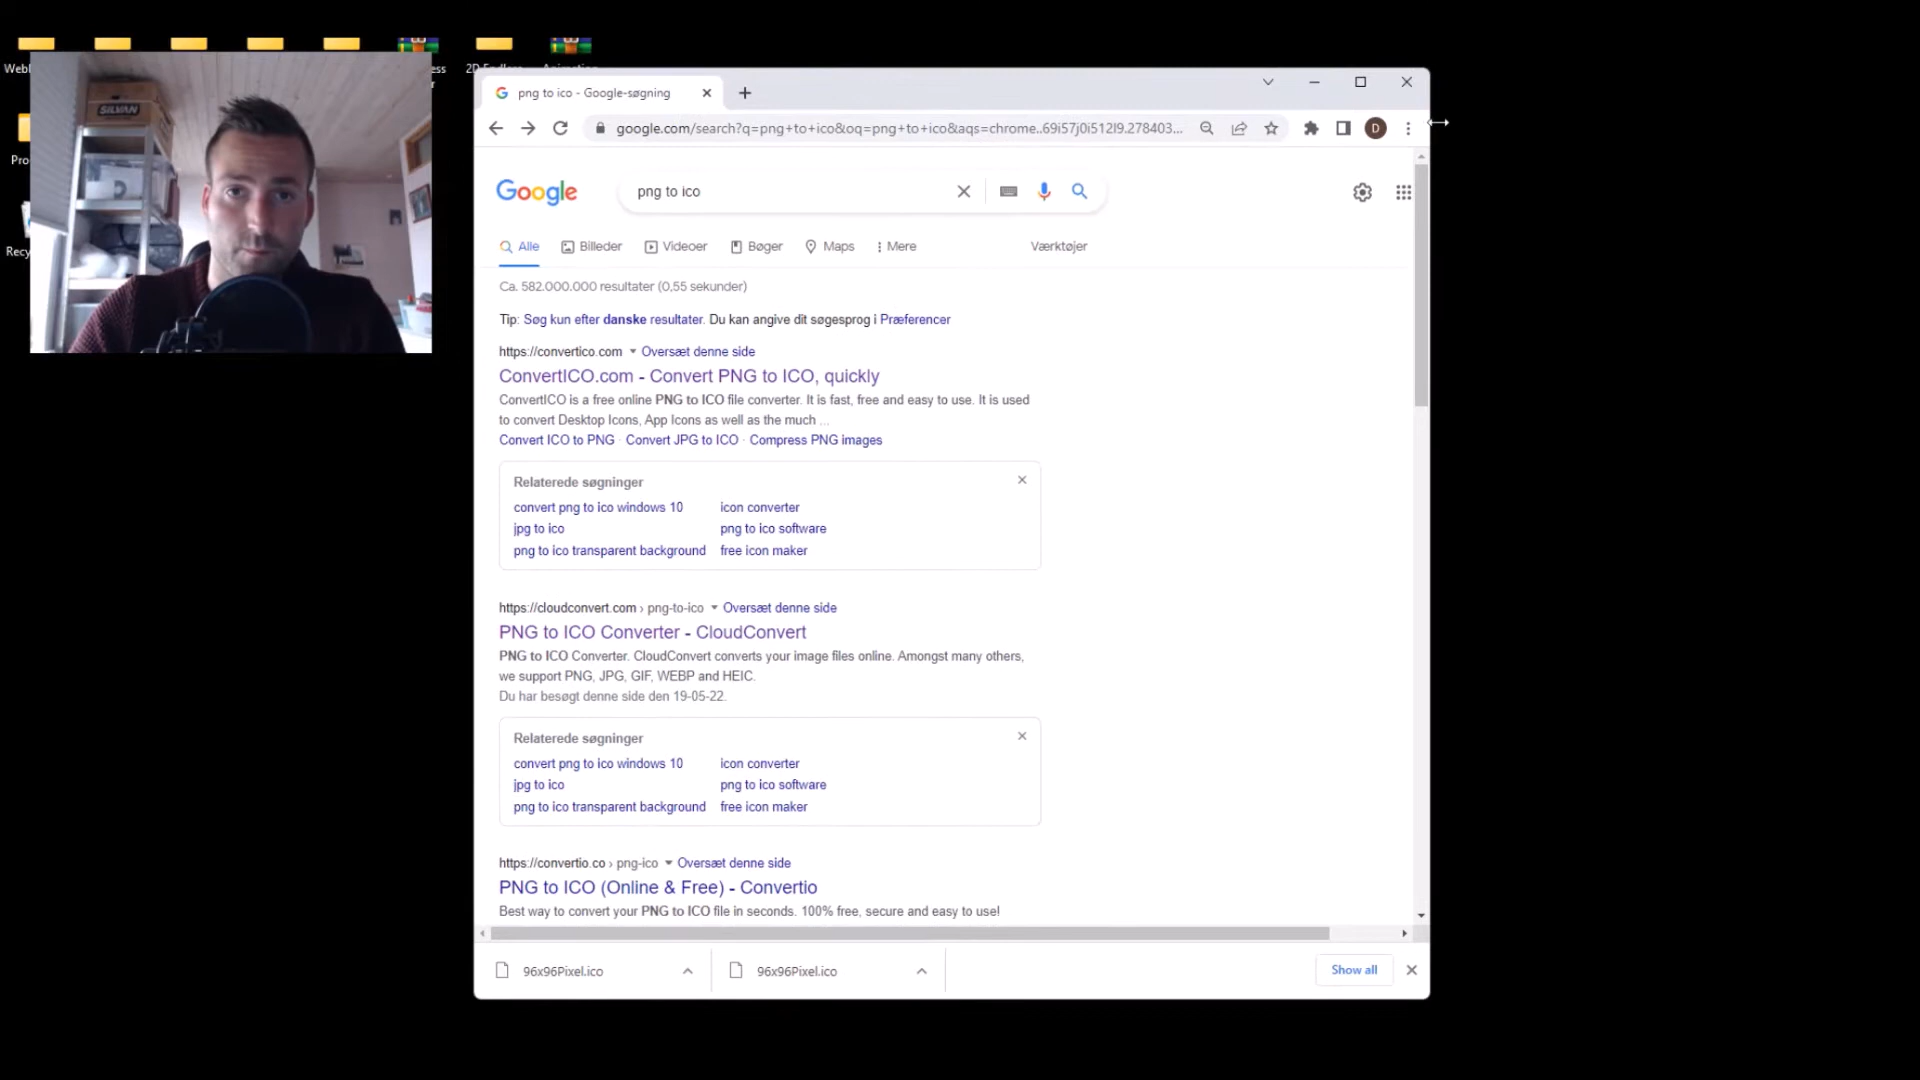 ess
SILVAN
png to ico - Google-søgning
google.com/search?q=png+to+ico&oq=png+to+ico&aqs=chrome..69i57j0i512l9.278403...
D
Google
png to ico
Alle
Billeder
Videoer
Bøger
Maps
Mere
Værktøjer
Ca. 582.000.000 resultater (0,55 sekunder)
Tip: Søg kun efter danske resultater. Du kan angive dit søgesprog i Præferencer
https://convertico.com Oversæt denne side
ConvertICO.com - Convert PNG to ICO, quickly
ConvertICO is a free online PNG to ICO file converter. It is fast, free and easy to use. It is used
to convert Desktop Icons, App Icons as well as the much ...
Convert ICO to PNG · Convert JPG to ICO · Compress PNG images
Relaterede søgninger
convert png to ico windows 10 icon converter
jpg to ico png to ico software
png to ico transparent background free icon maker
https://cloudconvert.com › png-to-ico Oversæt denne side
PNG to ICO Converter - CloudConvert
PNG to ICO Converter. CloudConvert converts your image files online. Amongst many others,
we support PNG, JPG, GIF, WEBP and HEIC.
Du har besøgt denne side den 19-05-22.
Relaterede søgninger
convert png to ico windows 10 icon converter
jpg to ico png to ico software
png to ico transparent background free icon maker
https://convertio.co › png-ico Oversæt denne side
PNG to ICO (Online & Free) - Convertio
Best way to convert your PNG to ICO file in seconds. 100% free, secure and easy to use!
96x96Pixel.ico
96x96Pixel.ico
Show all